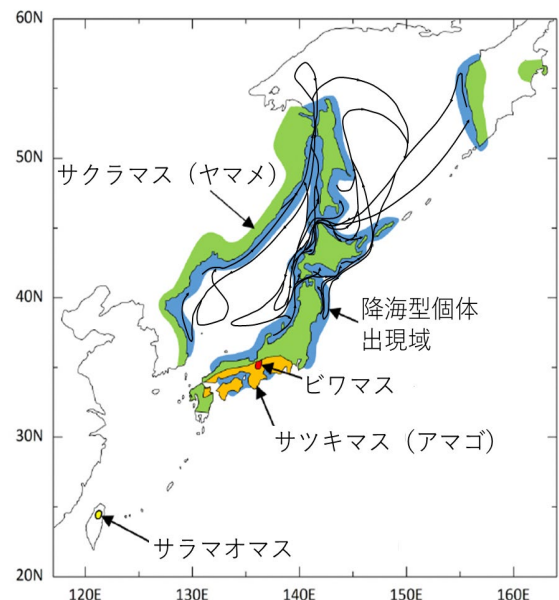 60N
50N
サクラマス（ヤマメ）
40N
降海型個体
出現域
ビワマス
サツキマス（アマゴ）
30N
サラマオマス
20N
120E 130E 140E 150E 160E